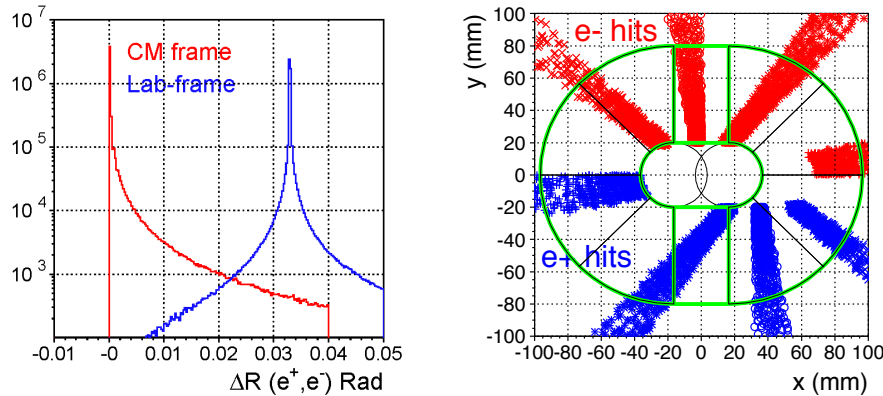 10^7
10^6
10^5
10^4
10^3
CM frame
Lab-frame
-0.01 -0 0.01 0.02 0.03 0.04 0.05
ΔR (e^+,e^-) Rad
y (mm)
100
80
60
40
20
0
-20
-40
-60
-80
-100
e- hits
e+ hits
-100 -80 -60 -40 -20 0 20 40 60 80 100
x (mm)